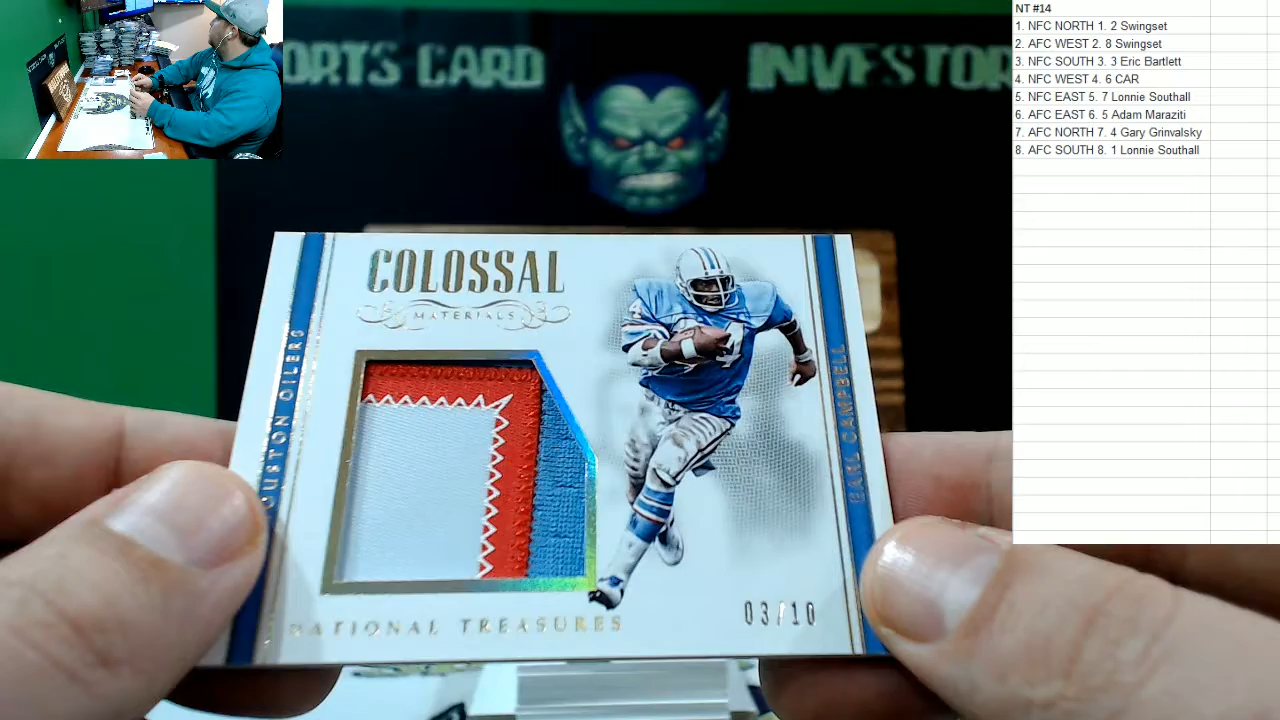 NT #14
1. NFC NORTH 1. 2 Swingset
2. AFC WEST 2. 8 Swingset
3. NFC SOUTH 3. 3 Eric Bartlett
4. NFC WEST 4. 6 CAR
5. NFC EAST 5. 7 Lonnie Southall
6. AFC EAST 6. 5 Adam Maraziti
7. AFC NORTH 7. 4 Gary Grinvalsky
8. AFC SOUTH 8. 1 Lonnie Southall
ORTS CARD INVESTOR
COLOSSAL
MATERIALS
OUSTON OILERS
EARL CAMPBELL
4
4
03/10
NATIONAL TREASURES